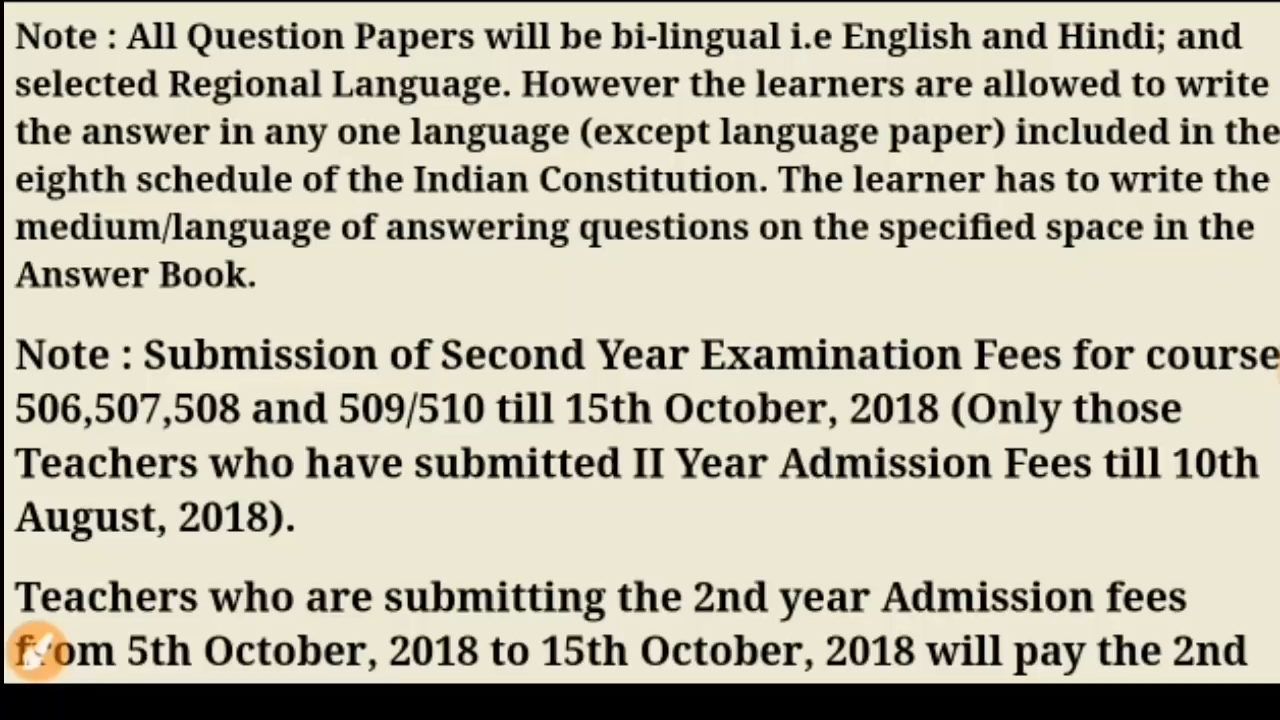 Note : All Question Papers will be bi-lingual i.e English and Hindi; and
selected Regional Language. However the learners are allowed to write
the answer in any one language (except language paper) included in the
eighth schedule of the Indian Constitution. The learner has to write the
medium/language of answering questions on the specified space in the
Answer Book.
Note : Submission of Second Year Examination Fees for course
506,507,508 and 509/510 till 15th October, 2018 (Only those
Teachers who have submitted II Year Admission Fees till 10th
August, 2018).
Teachers who are submitting the 2nd year Admission fees
from 5th October, 2018 to 15th October, 2018 will pay the 2nd